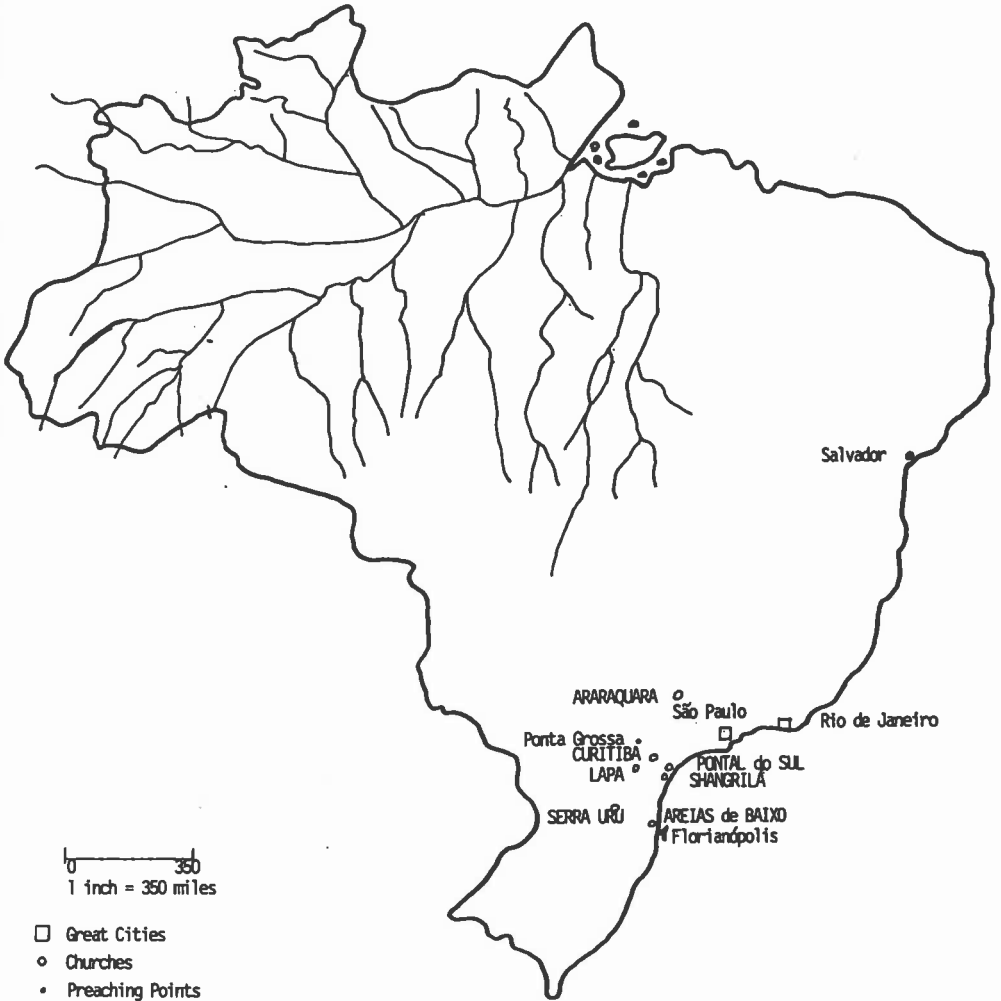 Salvador
ARARAQUARA
São Paulo
Rio de Janeiro
Ponta Grossa
CURITIBA
PONTAL do SUL
LAPA
SHANGRILÁ
SERRA URU
AREIAS de BAIXO
Florianópolis
0 350
1 inch = 350 miles
Great Cities
Churches
Preaching Points